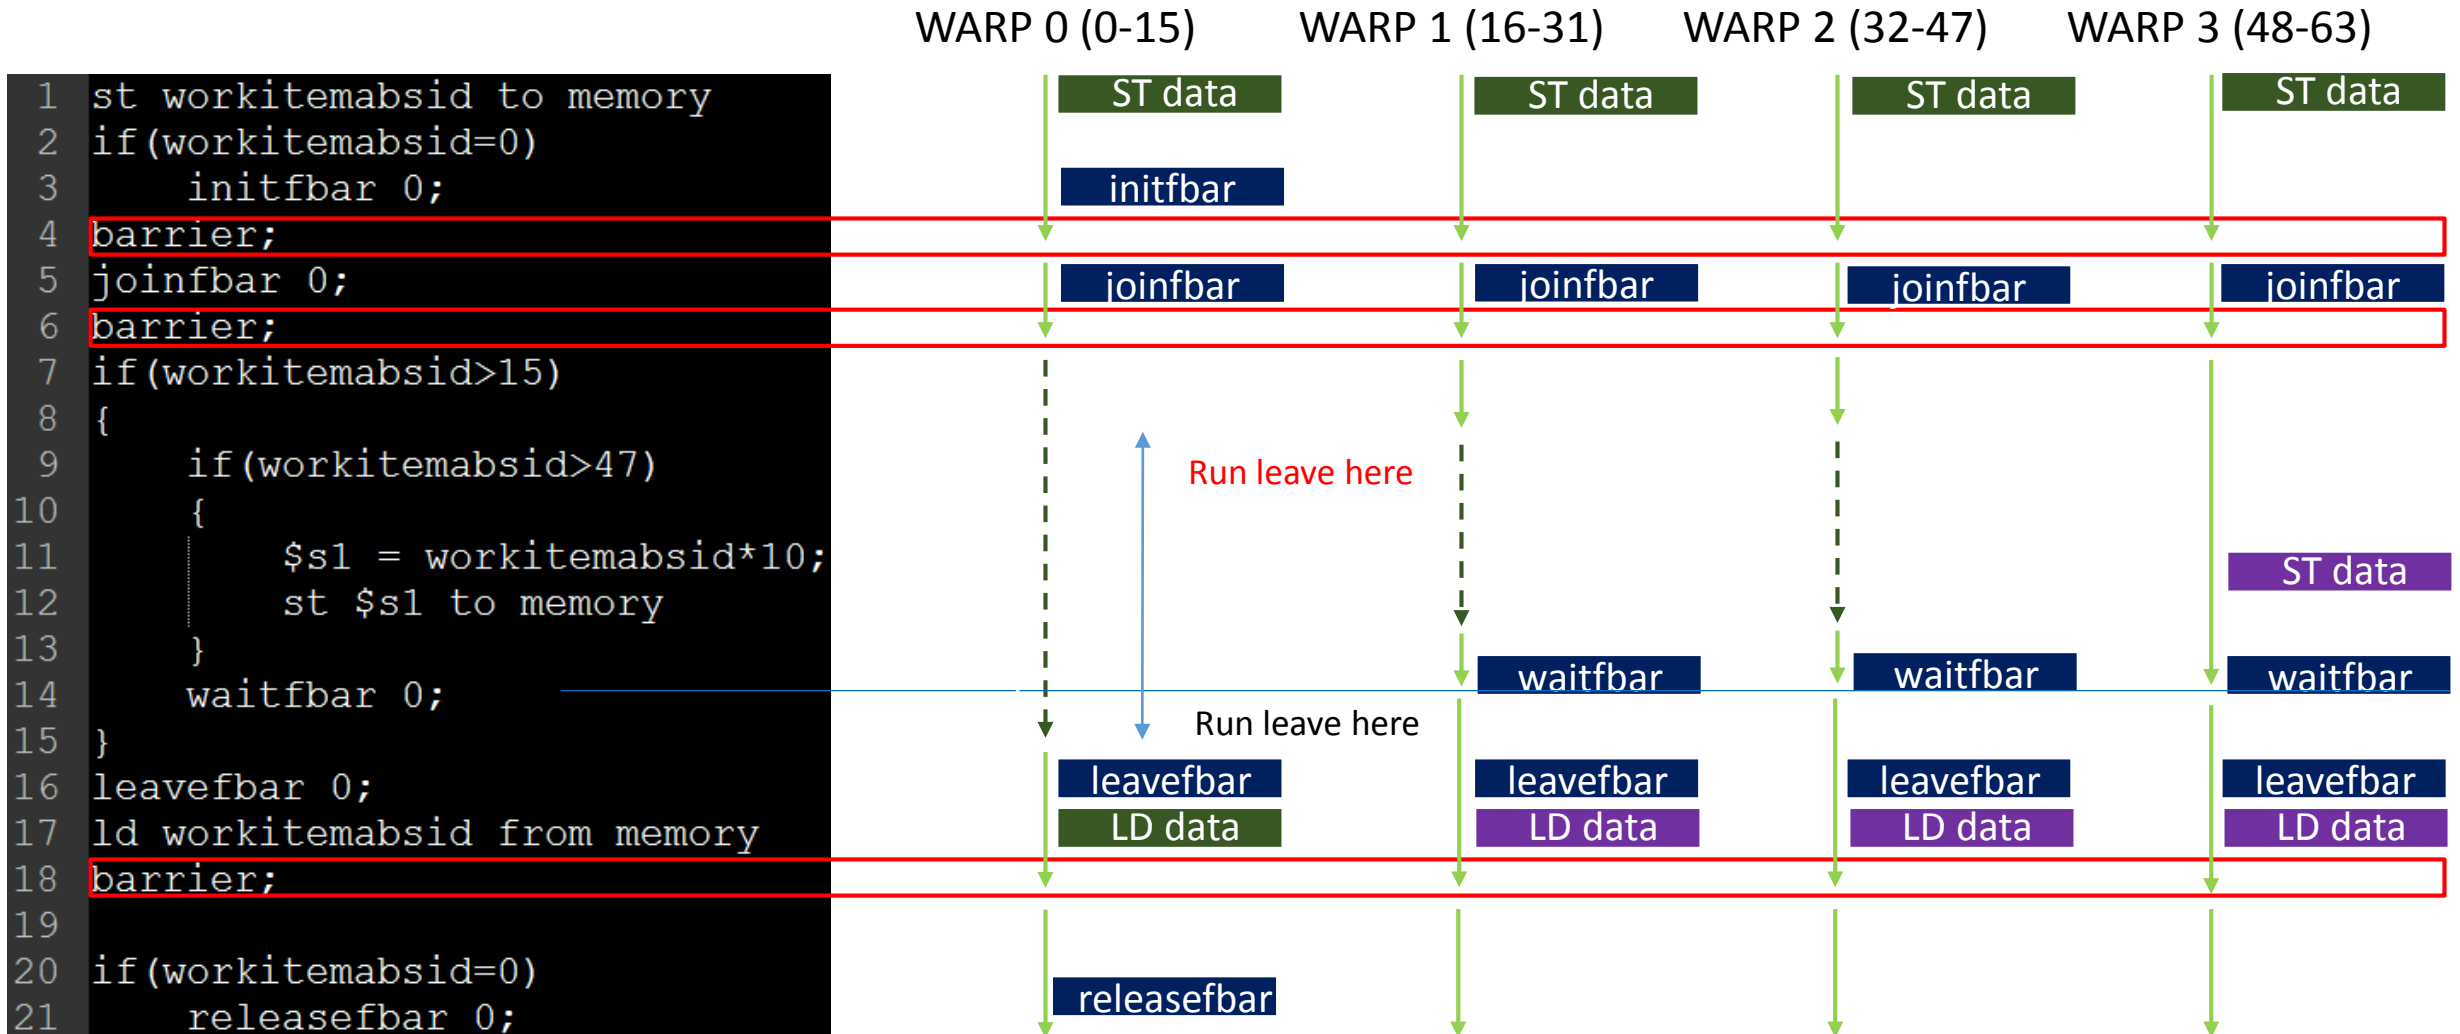 WARP 0 (0-15) WARP 1 (16-31) WARP 2 (32-47) WARP 3 (48-63)
1 st workitemabsid to memory
2 if(workitemabsid=0)
3 initfbar 0;
4 barrier;
5 joinfbar 0;
6 barrier;
7 if(workitemabsid>15)
8 {
9 if(workitemabsid>47)
10 {
11 $s1 = workitemabsid*10;
12 st $s1 to memory
13 }
14 waitfbar 0;
15 }
16 leavefbar 0;
17 ld workitemabsid from memory
18 barrier;
19
20 if(workitemabsid=0)
21 releasefbar 0;
ST data ST data ST data ST data
initfbar
joinfbar joinfbar joinfbar joinfbar
Run leave here
ST data
waitfbar waitfbar waitfbar
Run leave here
leavefbar leavefbar leavefbar leavefbar
LD data LD data LD data LD data
releasefbar